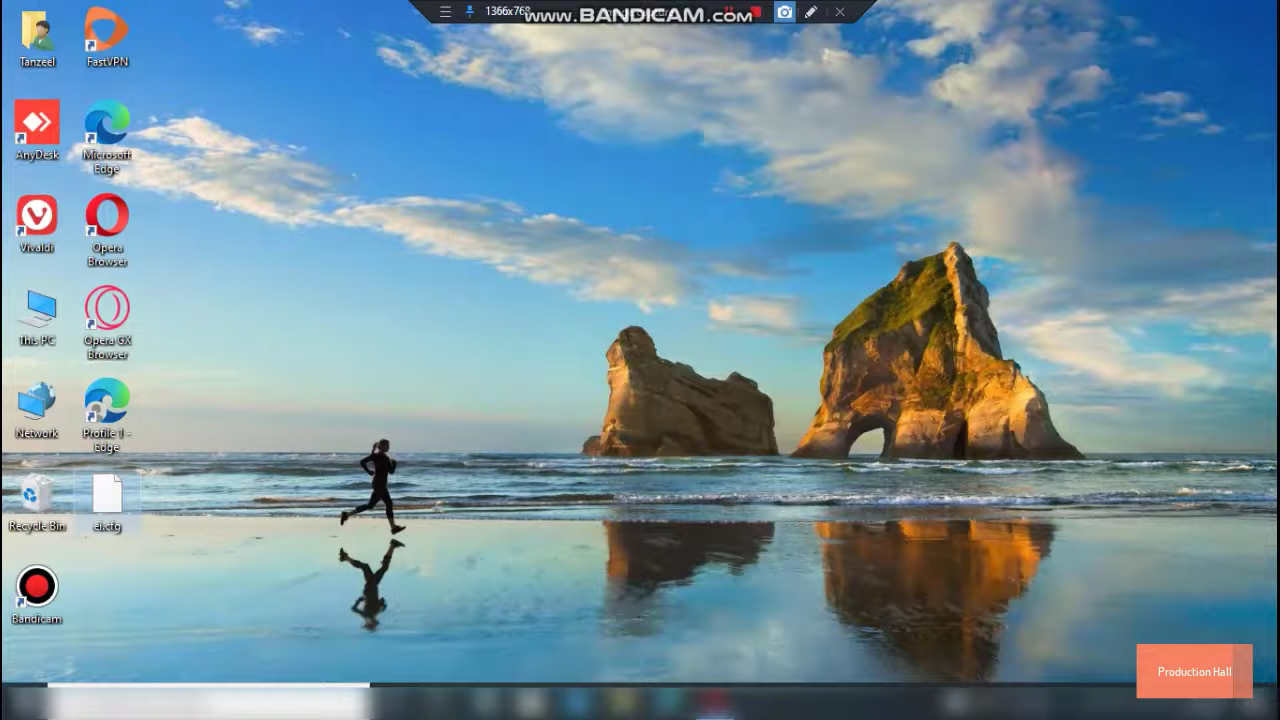 1366x768
www.BANDICAM.com
Tanzeel
FastVPN
AnyDesk
Microsoft
Edge
Vivaldi
Opera
Browser
This PC
Opera GX
Browser
Network
Profile 1 -
Edge
Recycle Bin
ei.cfg
Bandicam
Production Hall